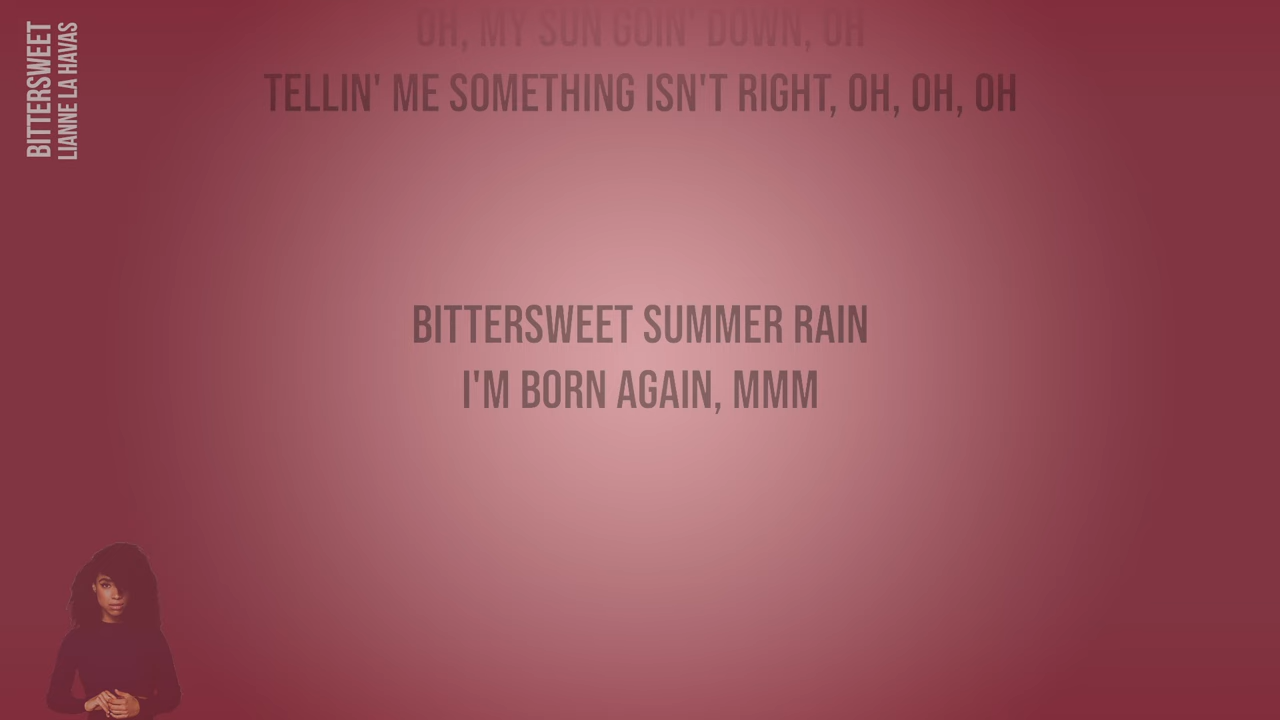 BITTERSWEET
LIANNE LA HAVAS
OH, MY SUN GOIN' DOWN, OH
TELLIN' ME SOMETHING ISN'T RIGHT, OH, OH, OH
BITTERSWEET SUMMER RAIN
I'M BORN AGAIN, MMM